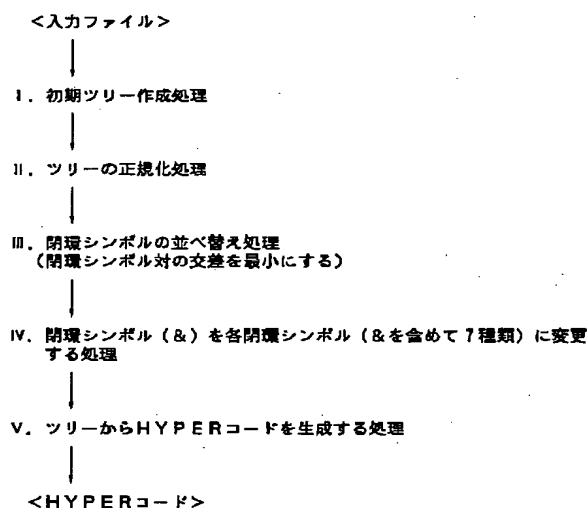 <入力ファイル>
I. 初期ツリー作成処理
II. ツリーの正規化処理
III. 閉環シンボルの並べ替え処理
(閉環シンボル対の交差を最小にする)
IV. 閉環シンボル(&)を各閉環シンボル(&を含めて7種類)に変更
する処理
V. ツリーからHYPERコードを生成する処理
<HYPERコード>